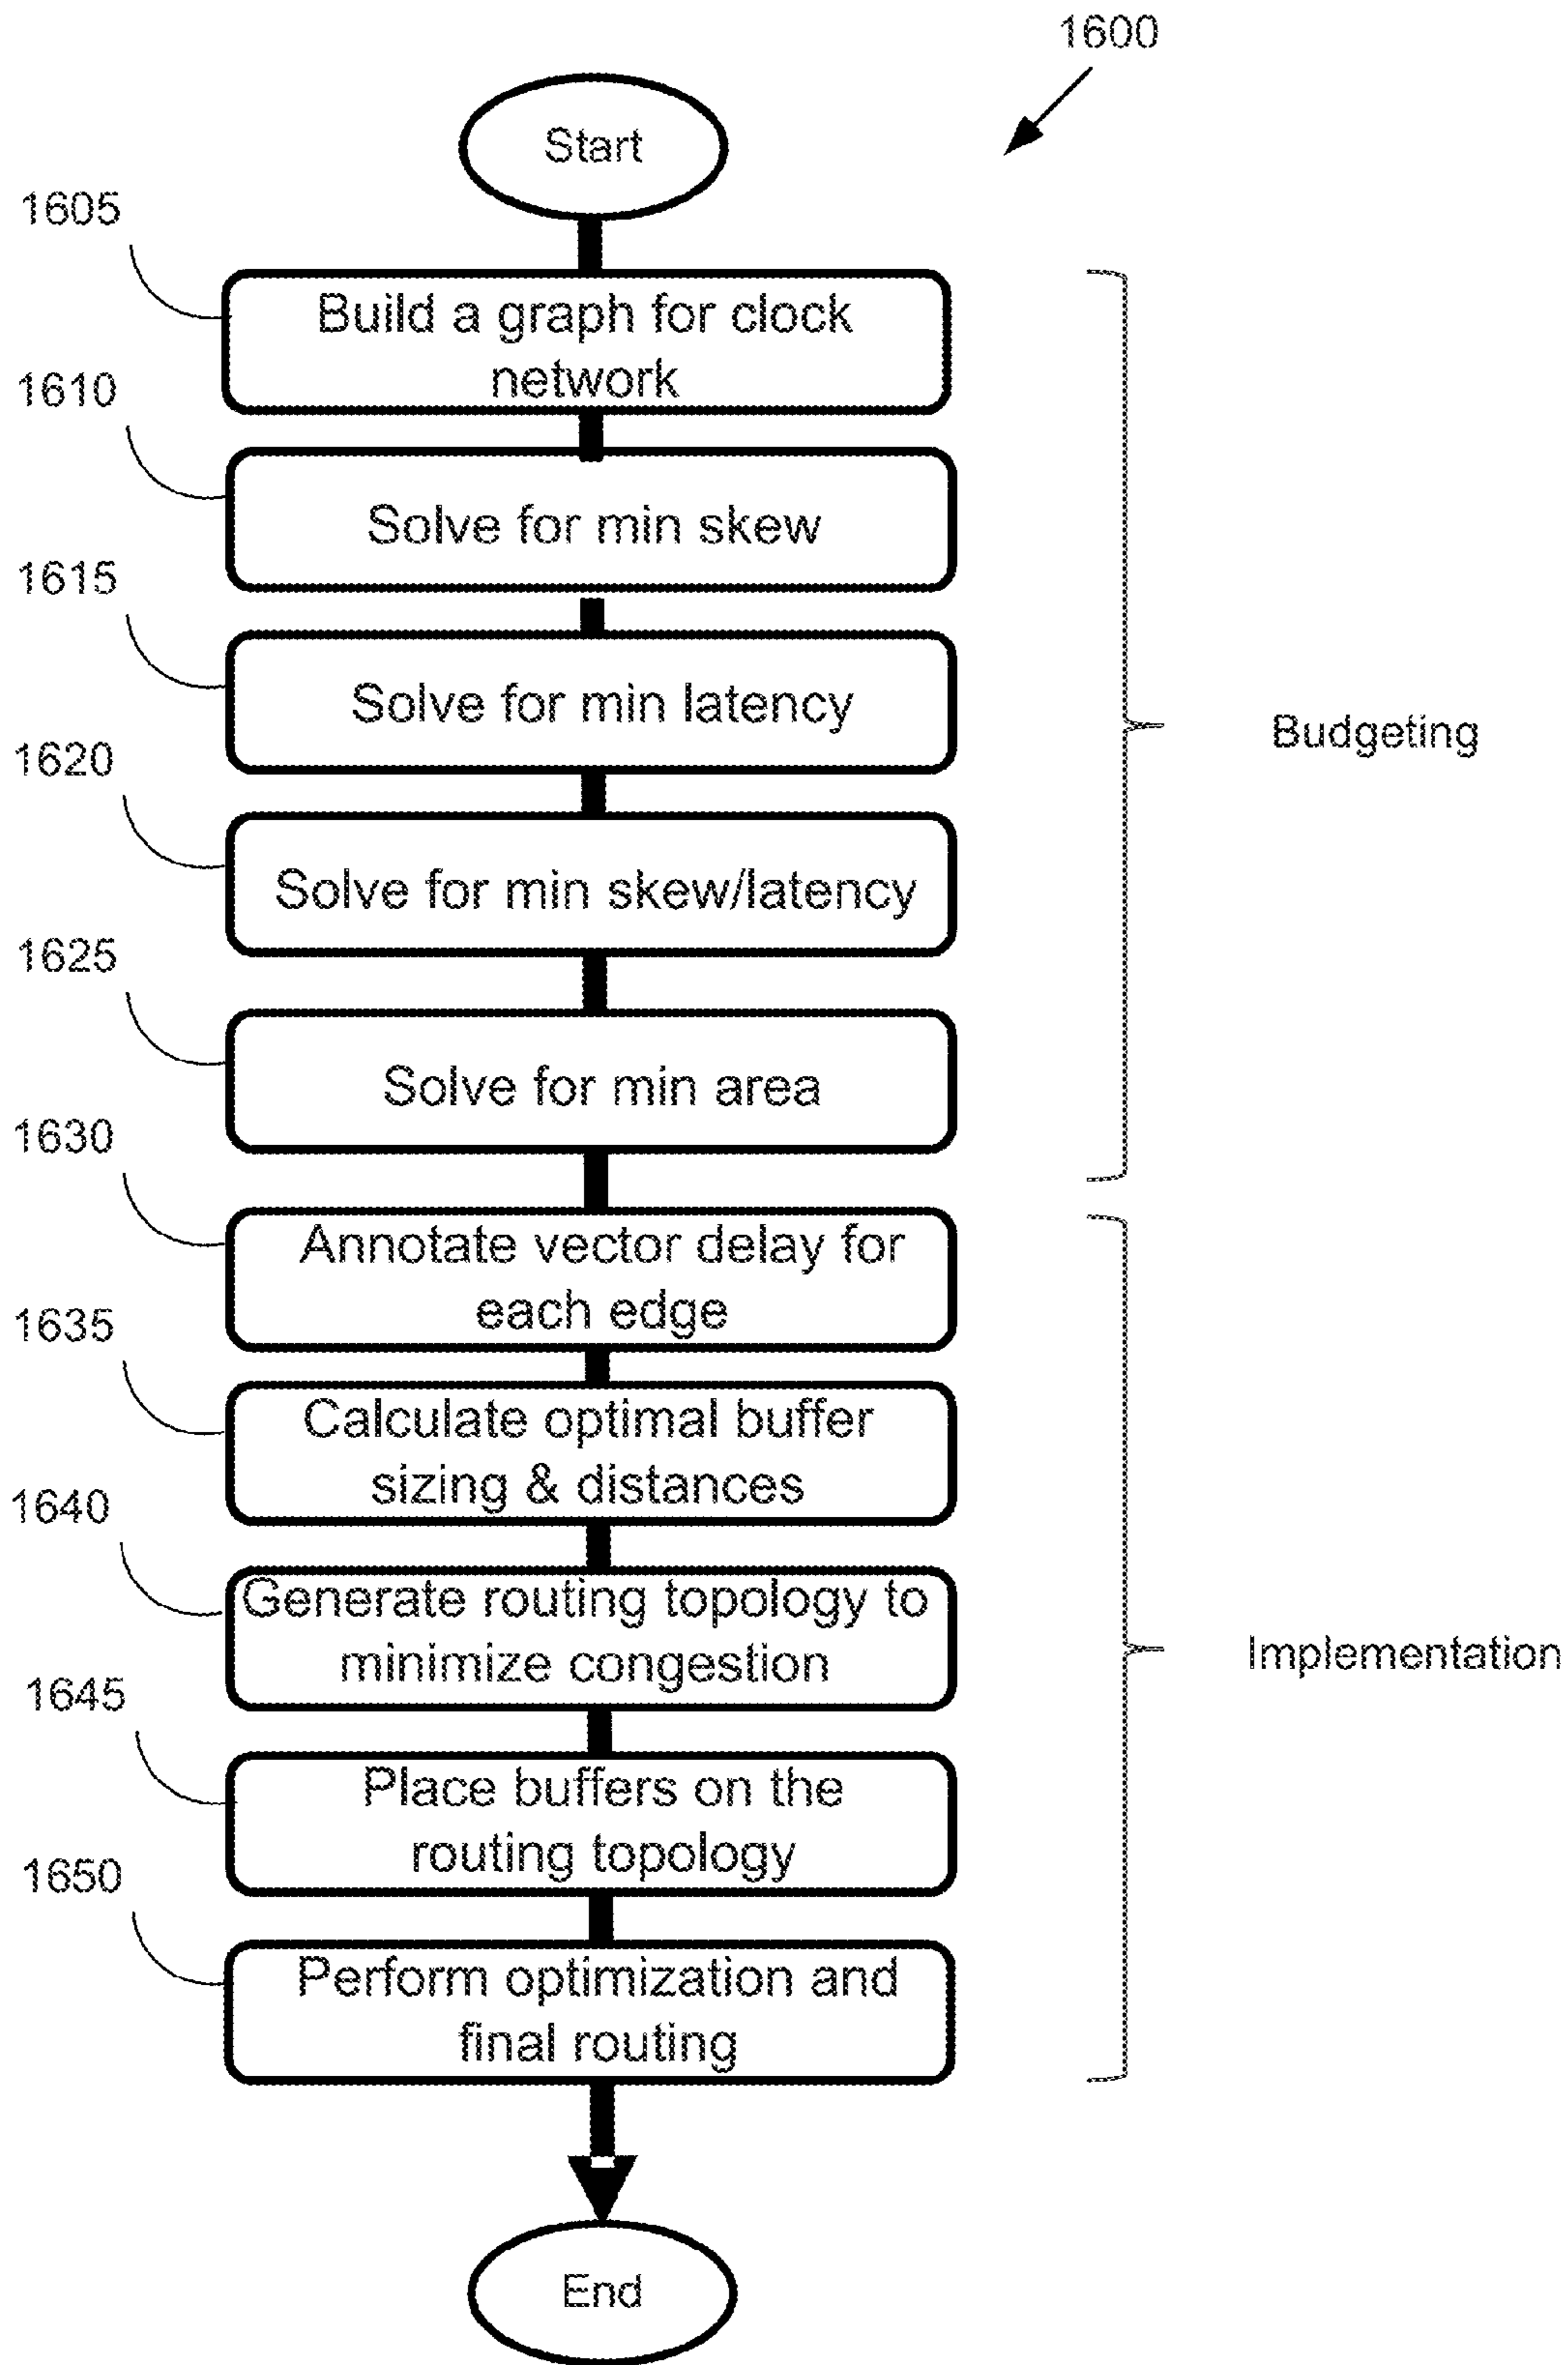 1600
Start
1605
Build a graph for clock
network
1610
Solve for min skew
1615
Solve for min latency
Budgeting
1620
Solve for min skew/latency
1625
Solve for min area
1630
Annotate vector delay for
each edge
1635
Calculate optimal buffer
sizing & distances
1640
Generate routing topology to
minimize congestion
Implementation
1645
Place buffers on the
routing topology
1650
Perform optimization and
final routing
End